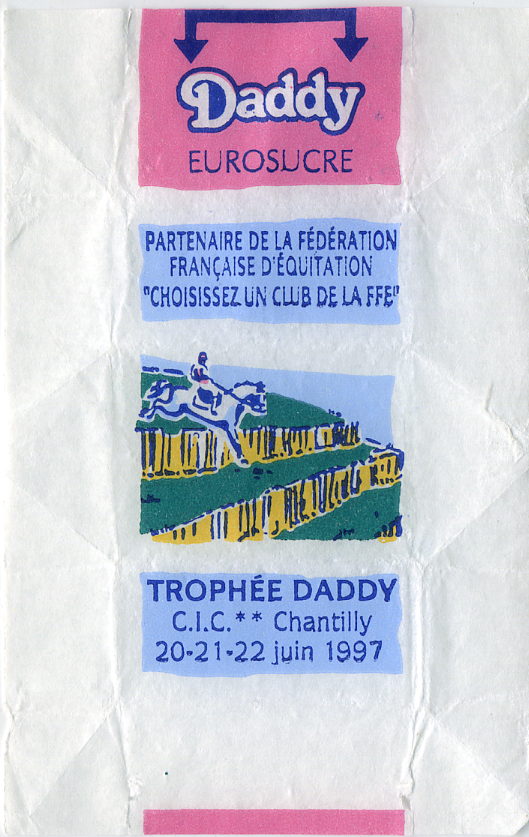 Daddy
EUROSUCRE
PARTENAIRE DE LA FÉDÉRATION
FRANÇAISE D'ÉQUITATION
"CHOISISSEZ UN CLUB DE LA FFE"
TROPHÉE DADDY
C.I.C.** Chantilly
20-21-22 juin 1997